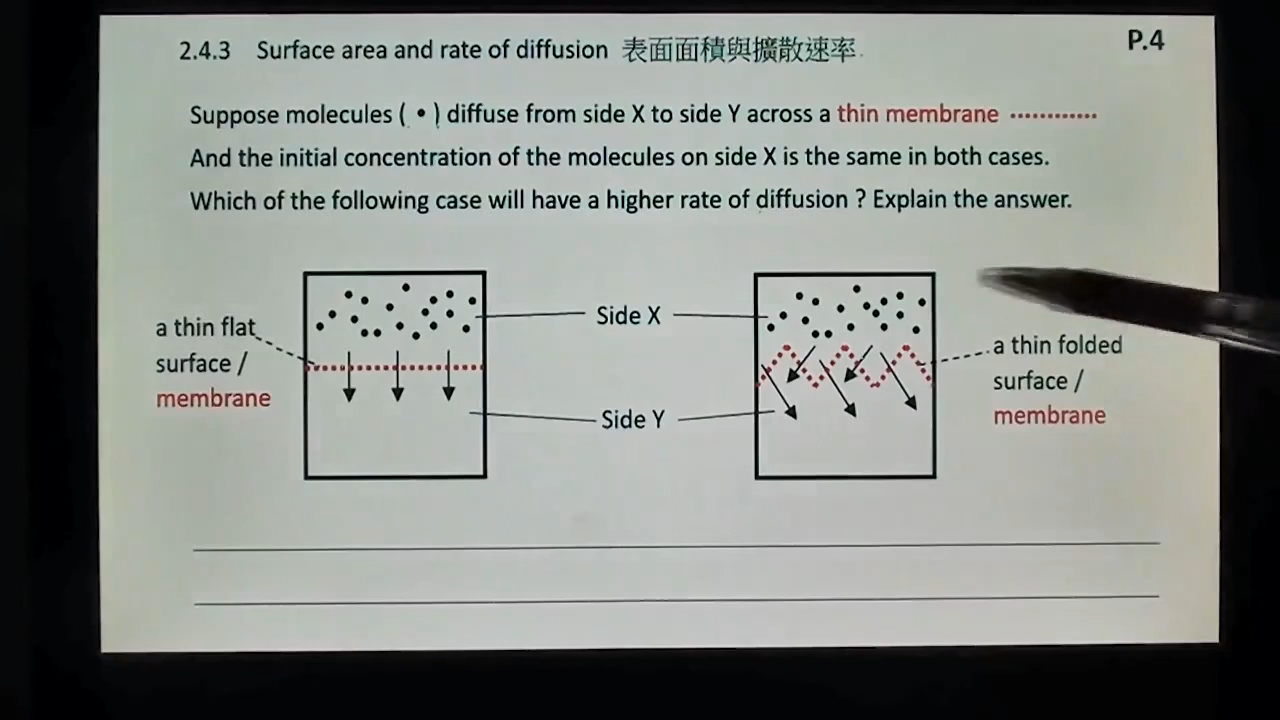 P.4
2.4.3 Surface area and rate of diffusion 表面面積與擴散速率
Suppose molecules ( • ) diffuse from side X to side Y across a thin membrane ............
And the initial concentration of the molecules on side X is the same in both cases.
Which of the following case will have a higher rate of diffusion ? Explain the answer.
a thin flat
surface /
membrane
Side X
Side Y
a thin folded
surface /
membrane